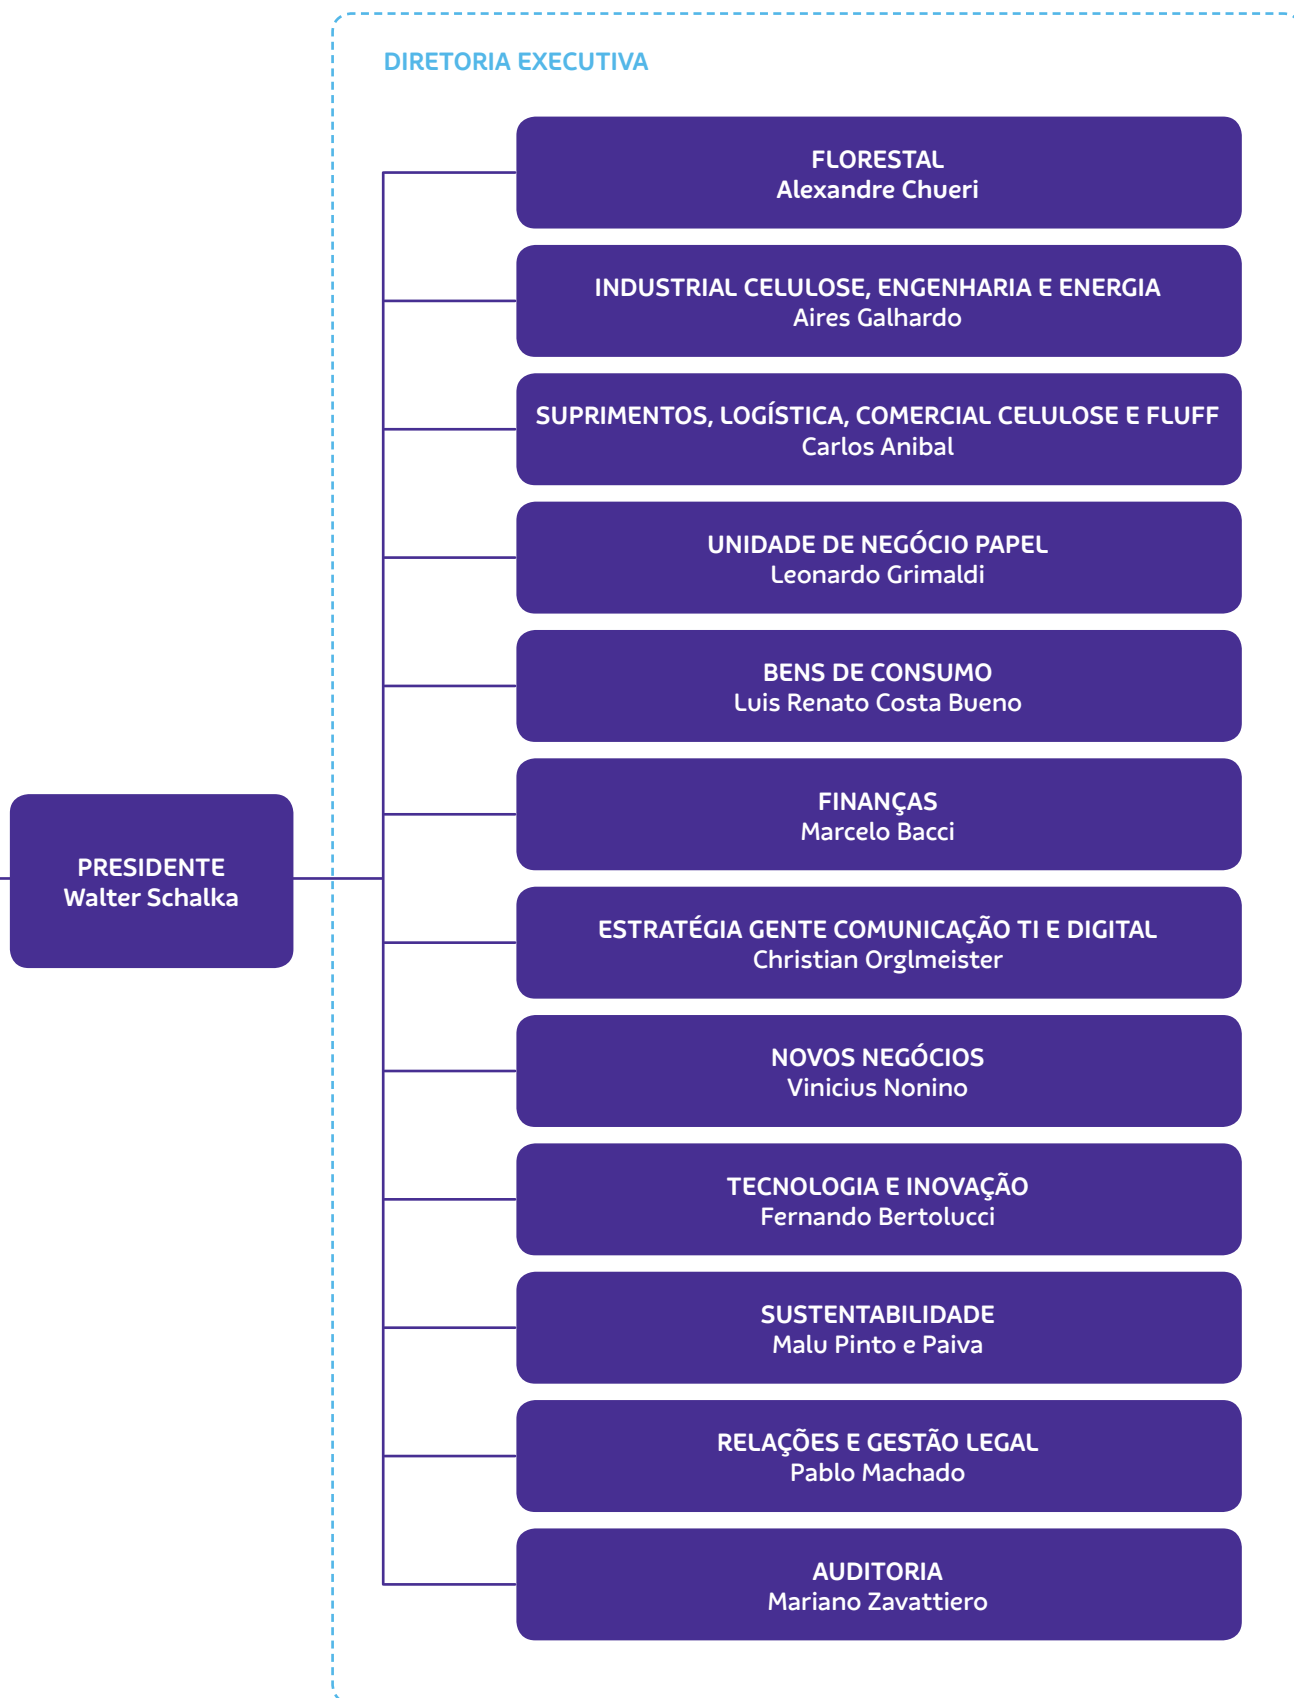 DIRETORIA EXECUTIVA
FLORESTAL
Alexandre Chueri
INDUSTRIAL CELULOSE, ENGENHARIA E ENERGIA
Aires Galhardo
SUPRIMENTOS, LOGÍSTICA, COMERCIAL CELULOSE E FLUFF
Carlos Anibal
UNIDADE DE NEGÓCIO PAPEL
Leonardo Grimaldi
BENS DE CONSUMO
Luis Renato Costa Bueno
FINANÇAS
Marcelo Bacci
PRESIDENTE
Walter Schalka
ESTRATÉGIA GENTE COMUNICAÇÃO TI E DIGITAL
Christian Orglmeister
NOVOS NEGÓCIOS
Vinicius Nonino
TECNOLOGIA E INOVAÇÃO
Fernando Bertolucci
SUSTENTABILIDADE
Malu Pinto e Paiva
RELAÇÕES E GESTÃO LEGAL
Pablo Machado
AUDITORIA
Mariano Zavattiero